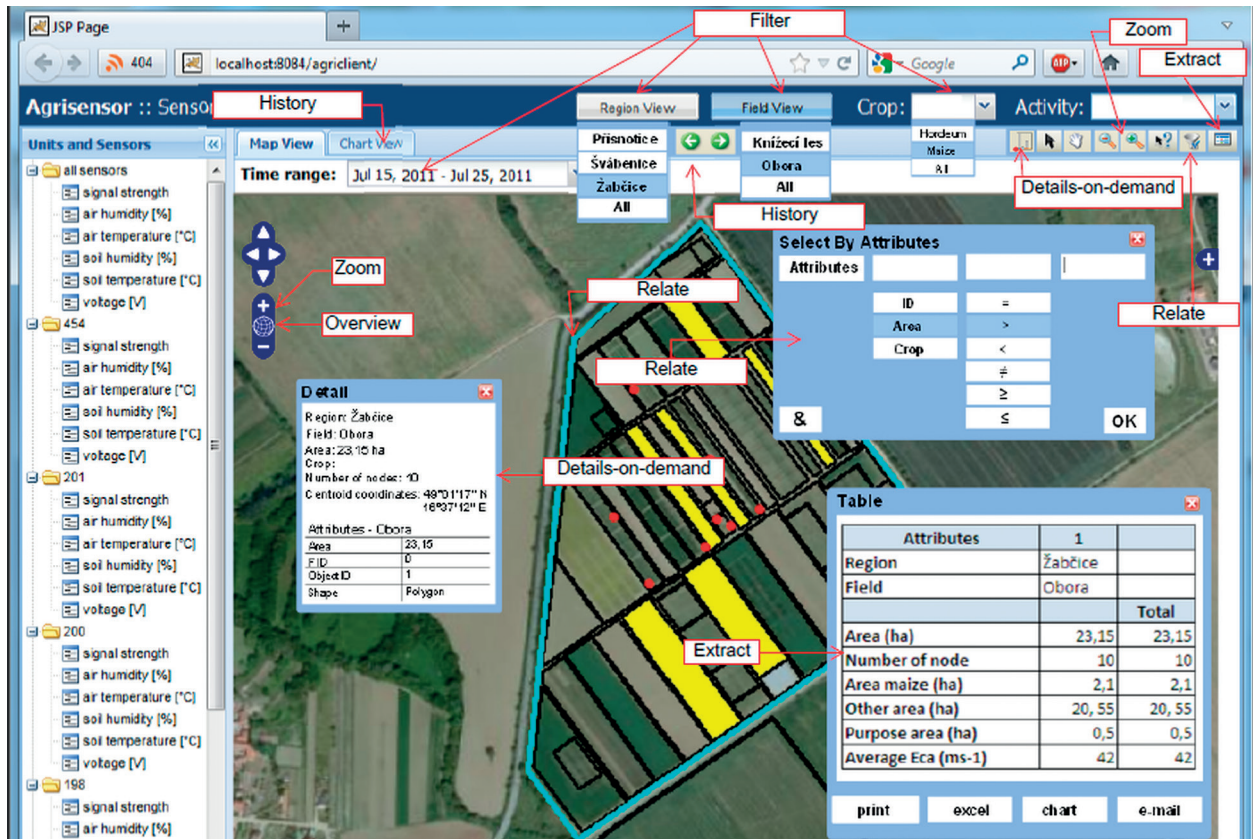 JSP Page
Filter
Zoom
404
localhost:8084/agriclient/
Google
ABP
Extract
Agrisensor :: Senso
History
Region View
Field View
Crop:
Activity:
Units and Sensors
Map View
Chart View
Přísnotice
Švábenice
Žabčice
All
Knížecí les
Obora
All
Hordeum
Maize
All
Time range:
Jul 15, 2011 - Jul 25, 2011
Details-on-demand
History
all sensors
signal strength
air humidity [%]
air temperature [°C]
soil humidity [%]
soil temperature [°C]
voltage [V]
454
signal strength
air humidity [%]
air temperature [°C]
soil humidity [%]
soil temperature [°C]
voltage [V]
201
signal strength
air humidity [%]
air temperature [°C]
soil humidity [%]
soil temperature [°C]
voltage [V]
200
signal strength
air humidity [%]
air temperature [°C]
soil humidity [%]
soil temperature [°C]
voltage [V]
198
signal strength
air humidity [%]
Zoom
Overview
Relate
Relate
Relate
Select By Attributes
Attributes
ID
Area
Crop
=
>
<
≠
≥
≤
&
OK
Detail
Region: Žabčice
Field: Obora
Area: 23,15 ha
Crop:
Number of nodes: 10
Centroid coordinates: 49°01'17'' N
16°37'12'' E
Attributes - Obora
Area 23,15
FID 0
Object ID 1
Shape Polygon
Details-on-demand
Extract
Table
Attributes 1
Region Žabčice
Field Obora
Total
Area (ha) 23,15 23,15
Number of node 10 10
Area maize (ha) 2,1 2,1
Other area (ha) 20, 55 20, 55
Purpose area (ha) 0,5 0,5
Average Eca (ms-1) 42 42
print excel chart e-mail